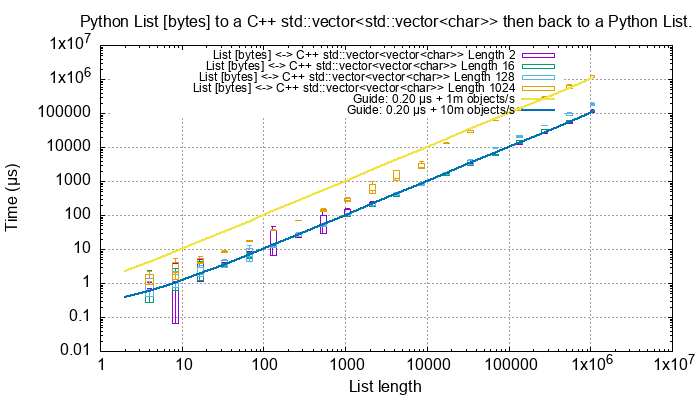 Python List [bytes] to a C++ std::vector<std::vector<char>> then back to a Python List.
1x10^7
1x10^6
100000
10000
1000
100
10
1
0.1
0.01
Time (µs)
List [bytes] <-> C++ std::vector<vector<char>> Length 2
List [bytes] <-> C++ std::vector<vector<char>> Length 16
List [bytes] <-> C++ std::vector<vector<char>> Length 128
List [bytes] <-> C++ std::vector<vector<char>> Length 1024
Guide: 0.20 µs + 1m objects/s
Guide: 0.20 µs + 10m objects/s
1 10 100 1000 10000 100000 1x10^6 1x10^7
List length